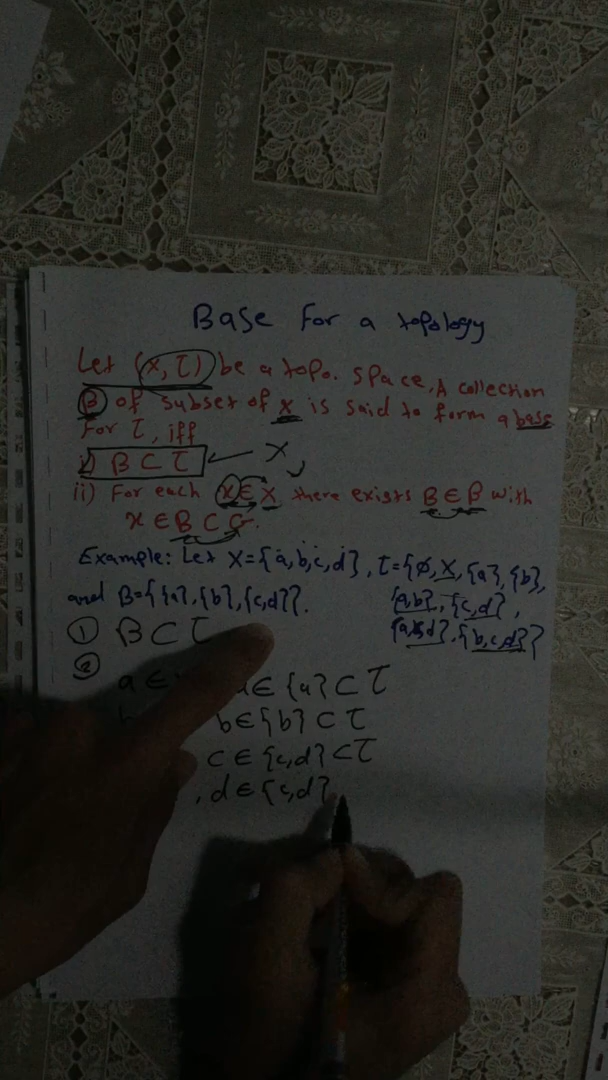 Base for a topology
Let (X, τ) be a topo. space, A collection
β of subset of X is said to form a base
For τ, iff
i) β ⊂ τ X
ii) For each x ∈ X there exists B ∈ β with
x ∈ B ⊂ G.
Example: Let X={a,b,c,d}, τ={ø, X, {a}, {b},
{a,b}, {c,d},
and β={{a}, {b}, {c,d}}.
{b,c,d}}
① β ⊂ τ
②
a ∈ {a} ⊂ τ
b ∈ {b} ⊂ τ
c ∈ {c,d} ⊂ τ
, d ∈ {c,d}